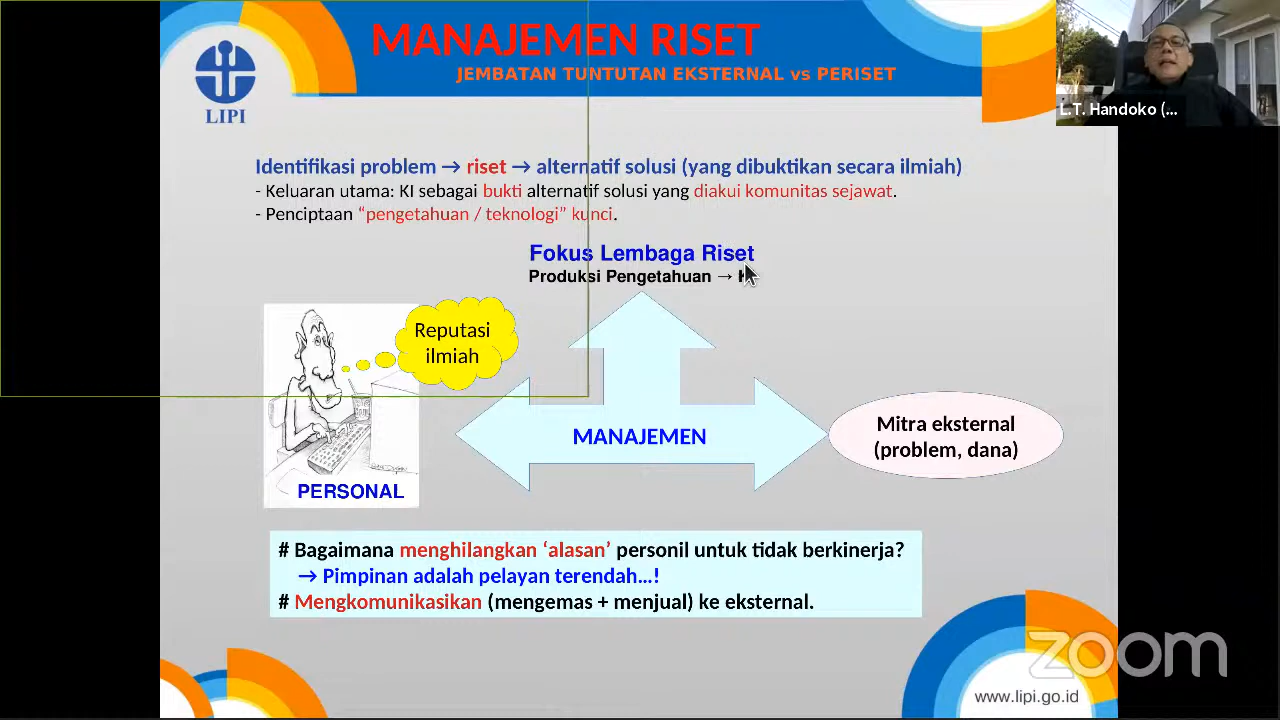 MANAJEMEN RISET
JEMBATAN TUNTUTAN EKSTERNAL vs PERISET
LIPI
L.T. Handoko (...
Identifikasi problem → riset → alternatif solusi (yang dibuktikan secara ilmiah)
- Keluaran utama: KI sebagai bukti alternatif solusi yang diakui komunitas sejawat.
- Penciptaan “pengetahuan / teknologi” kunci.
Fokus Lembaga Riset
Produksi Pengetahuan →
Reputasi
ilmiah
MANAJEMEN
Mitra eksternal
(problem, dana)
PERSONAL
# Bagaimana menghilangkan ‘alasan’ personil untuk tidak berkinerja?
→ Pimpinan adalah pelayan terendah...!
# Mengkomunikasikan (mengemas + menjual) ke eksternal.
zoom
www.lipi.go.id